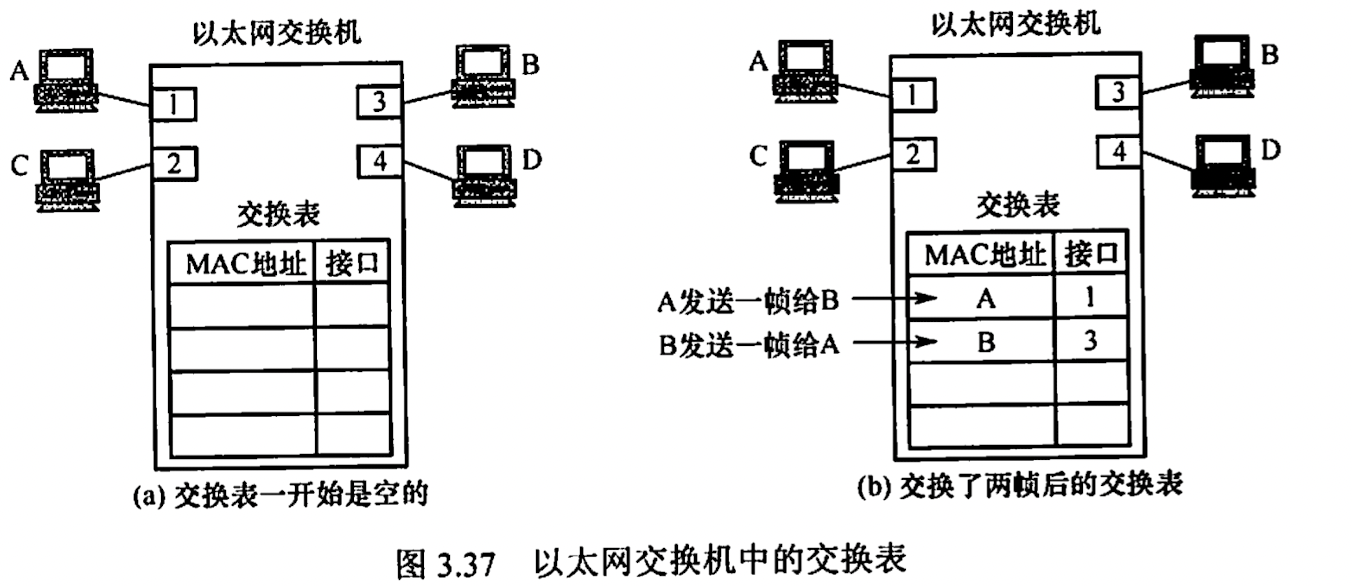 以太网交换机
A
B
1
3
C
2
4
D
交换表
MAC地址 接口
(a) 交换表一开始是空的
以太网交换机
A
B
1
3
C
2
4
D
交换表
MAC地址 接口
A发送一帧给B A 1
B发送一帧给A B 3
(b) 交换了两帧后的交换表
图 3.37 以太网交换机中的交换表